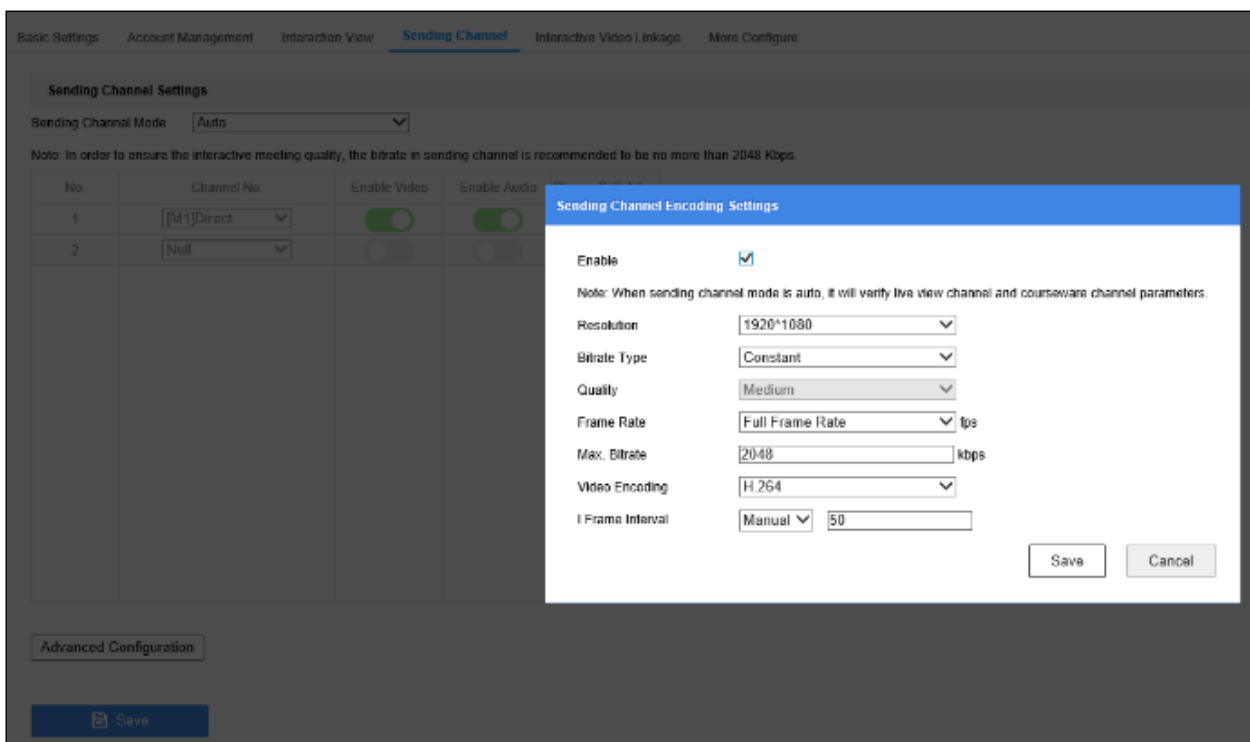 Basic Settings Account Management Interaction View Sending Channel Interactive Video Linkage More Configure
Sending Channel Settings
Sending Channel Mode Auto
Note: In order to ensure the interactive meeting quality, the bitrate in sending channel is recommended to be no more than 2048 Kbps.
No. Channel No. Enable Video Enable Audio
1 [M1]Direct
2 Null
Sending Channel Encoding Settings
Enable
Note: When sending channel mode is auto, it will verify live view channel and courseware channel parameters.
Resolution 1920*1080
Bitrate Type Constant
Quality Medium
Frame Rate Full Frame Rate fps
Max. Bitrate 2048 kbps
Video Encoding H.264
I Frame Interval Manual 50
Save Cancel
Advanced Configuration
Save